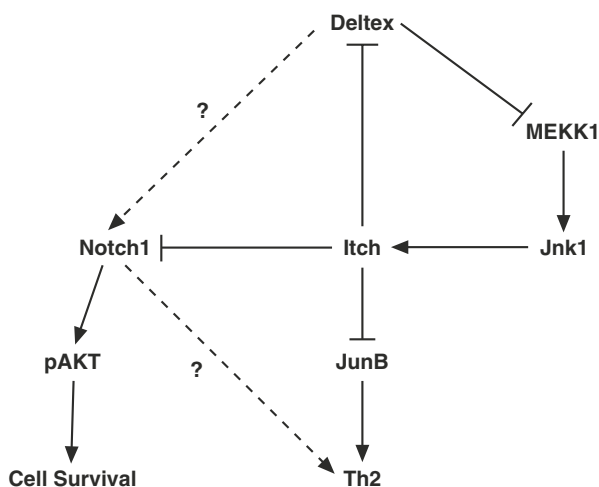 Deltex
?
MEKK1
Notch1
Itch
Jnk1
pAKT
?
JunB
Cell Survival
Th2